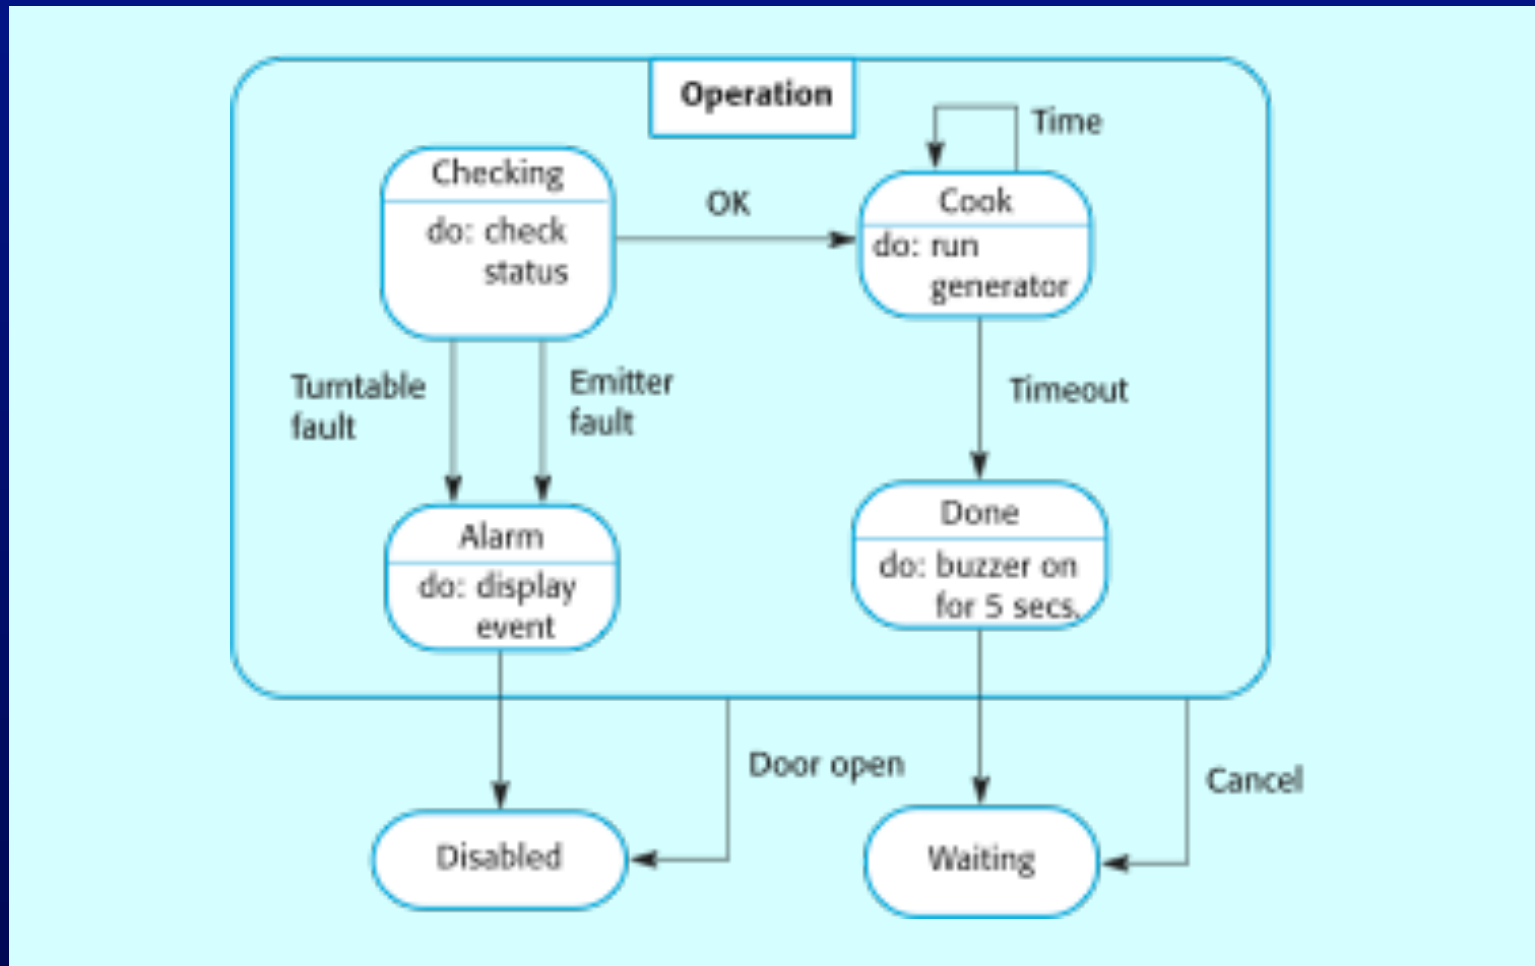 Operation
Time
Checking
OK
Cook
do: check
status
do: run
generator
Turntable
fault
Emitter
fault
Timeout
Alarm
Done
do: display
event
do: buzzer on
for 5 secs.
Door open
Cancel
Disabled
Waiting